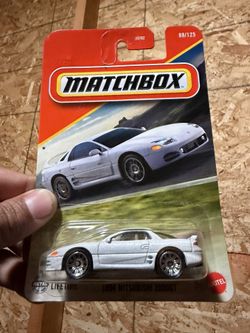 88/125
MATCHBOX
1994 MITSUBISHI 3000GT
MATTEL